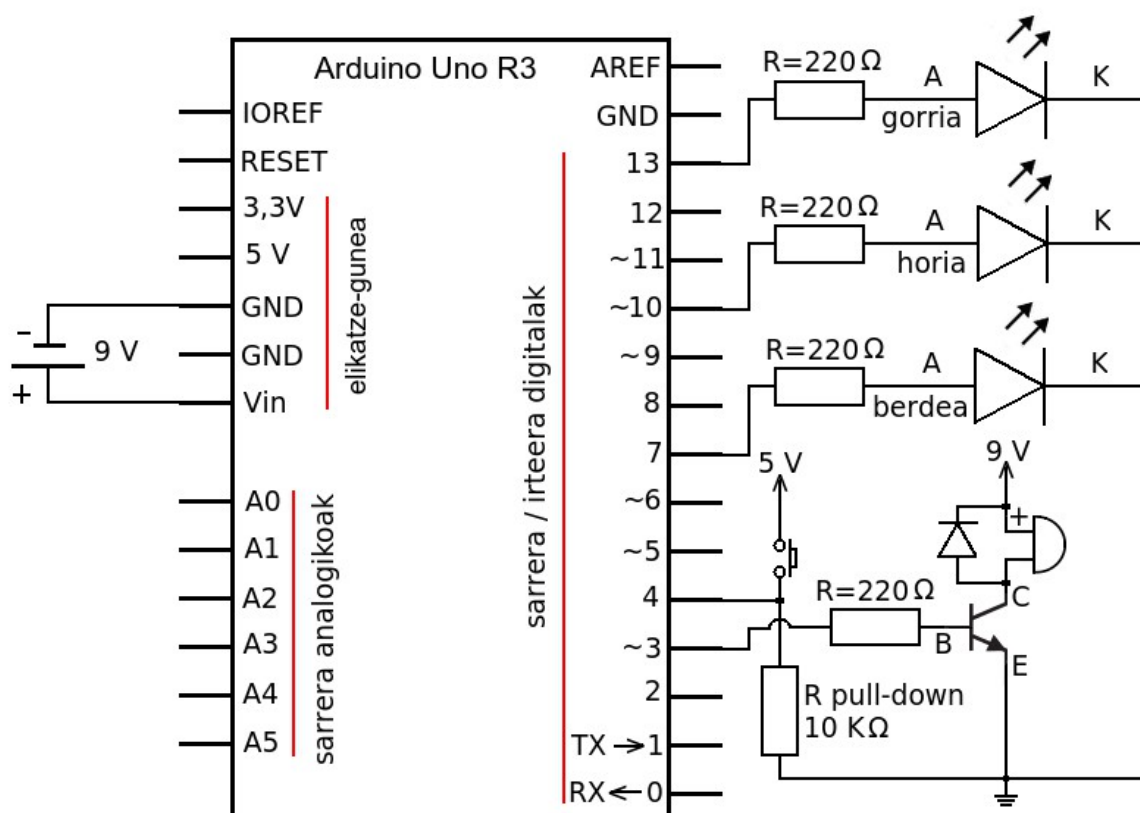 Arduino Uno R3
IOREF
RESET
3,3V
5 V
GND
GND
Vin
elikatze-gunea
A0
A1
A2
A3
A4
A5
sarrera analogikoak
–
9 V
+
AREF
GND
13
12
~11
~10
~9
8
7
~6
~5
4
~3
2
TX →1
RX←0
sarrera / irteera digitalak
R=220Ω
A
K
gorria
R=220Ω
A
K
horia
R=220Ω
A
K
berdea
5 V
9 V
+
R=220Ω
C
B
E
R pull-down
10 KΩ